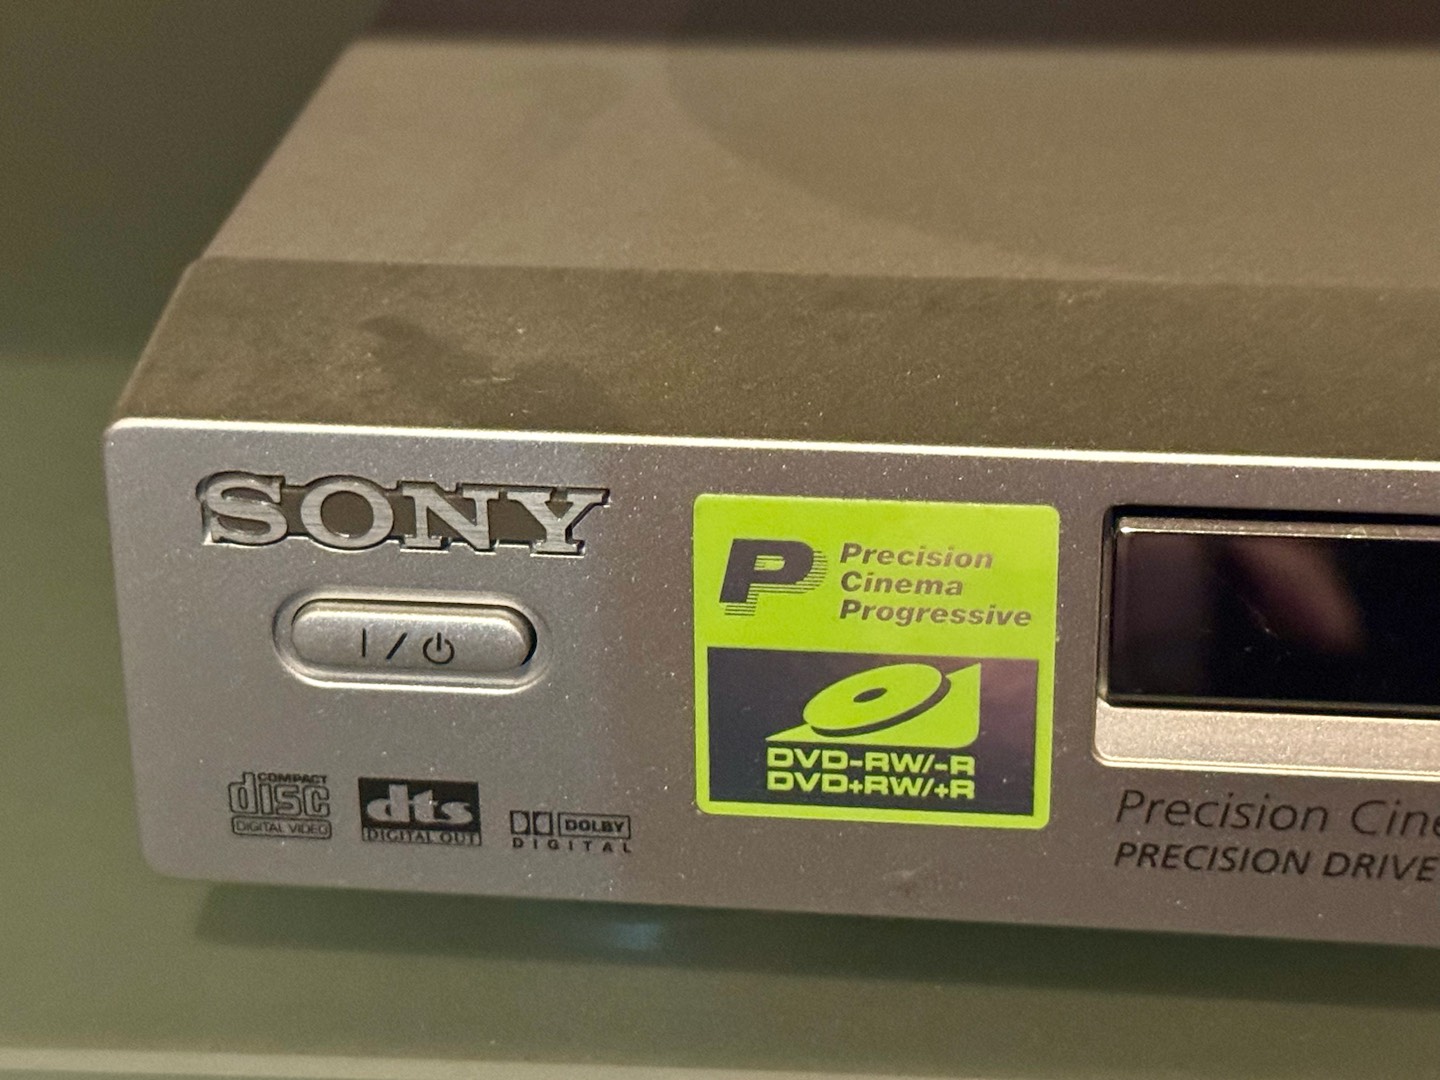 SONY
Precision
Cinema
Progressive
DVD-RW/-R
DVD+RW/+R
COMPACT
disc
DIGITAL VIDEO
dts
DIGITAL OUT
DOLBY
DIGITAL
Precision Cine
PRECISION DRIVE